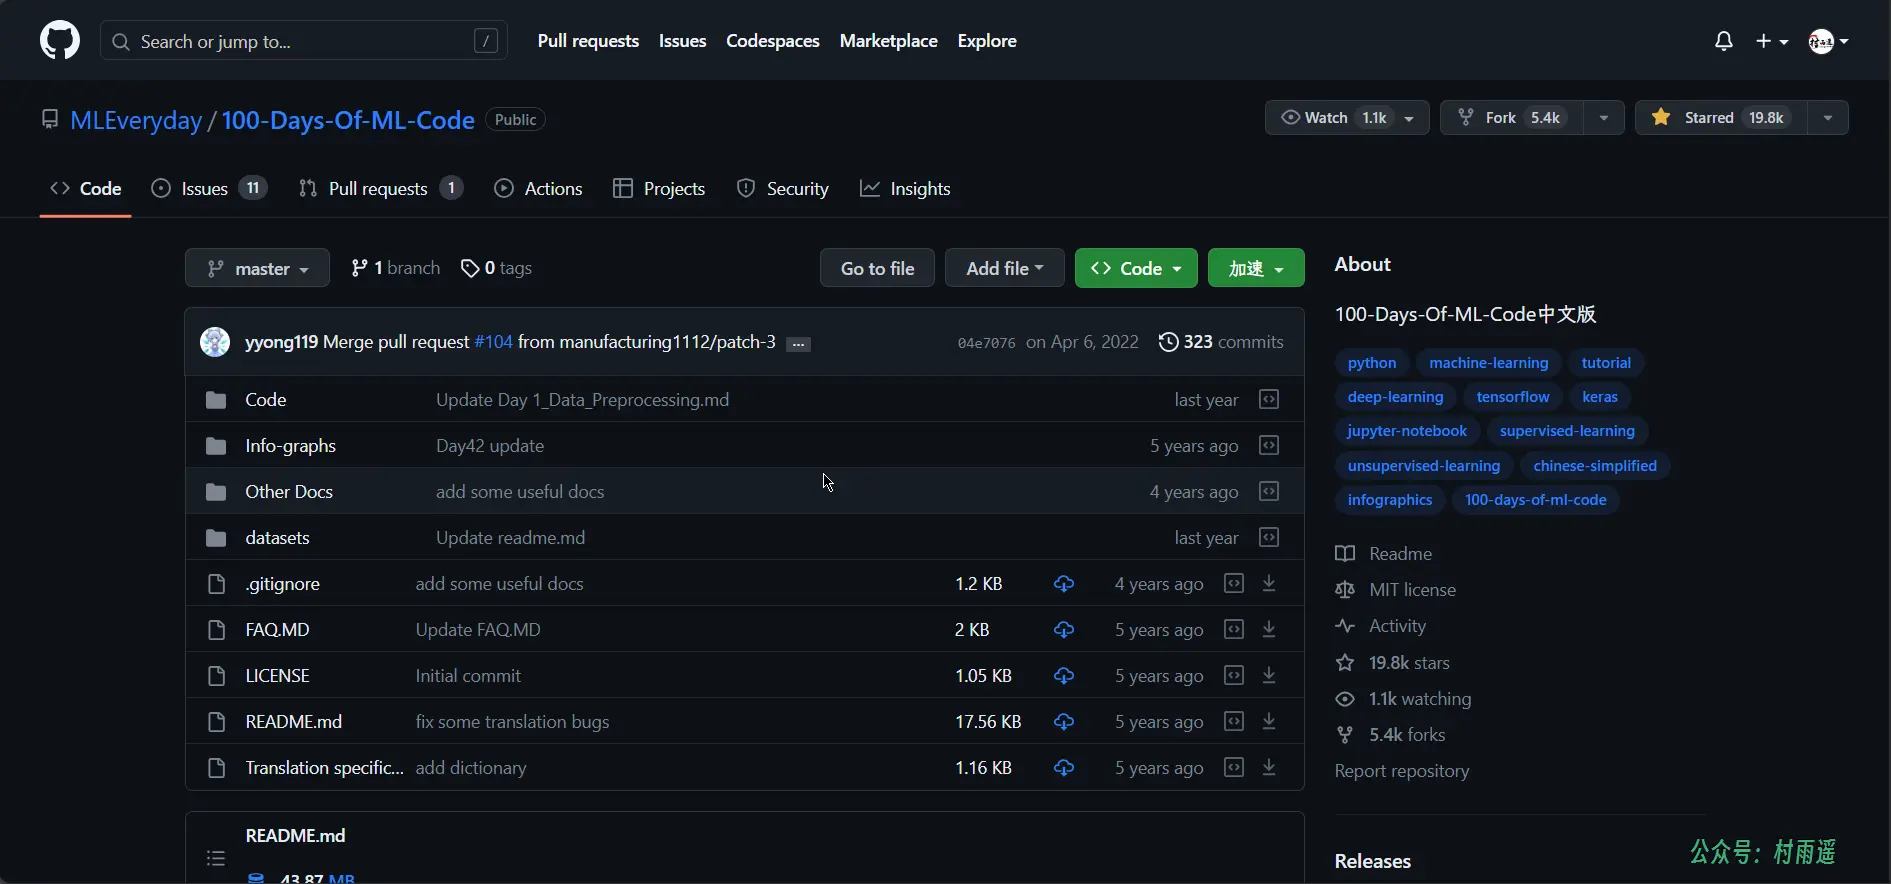 Search or jump to... /
Pull requests Issues Codespaces Marketplace Explore
MLEveryday / 100-Days-Of-ML-Code Public
Watch 1.1k Fork 5.4k Starred 19.8k
Code Issues 11 Pull requests 1 Actions Projects Security Insights
master 1 branch 0 tags Go to file Add file Code 加速
yyong119 Merge pull request #104 from manufacturing1112/patch-3 ... 04e7076 on Apr 6, 2022 323 commits
Code Update Day 1_Data_Preprocessing.md last year
Info-graphs Day42 update 5 years ago
Other Docs add some useful docs 4 years ago
datasets Update readme.md last year
.gitignore add some useful docs 1.2 KB 4 years ago
FAQ.MD Update FAQ.MD 2 KB 5 years ago
LICENSE Initial commit 1.05 KB 5 years ago
README.md fix some translation bugs 17.56 KB 5 years ago
Translation specific... add dictionary 1.16 KB 5 years ago
README.md
43.87 MB
About
100-Days-Of-ML-Code中文版
python machine-learning tutorial
deep-learning tensorflow keras
jupyter-notebook supervised-learning
unsupervised-learning chinese-simplified
infographics 100-days-of-ml-code
Readme
MIT license
Activity
19.8k stars
1.1k watching
5.4k forks
Report repository
Releases
公众号：村雨遥